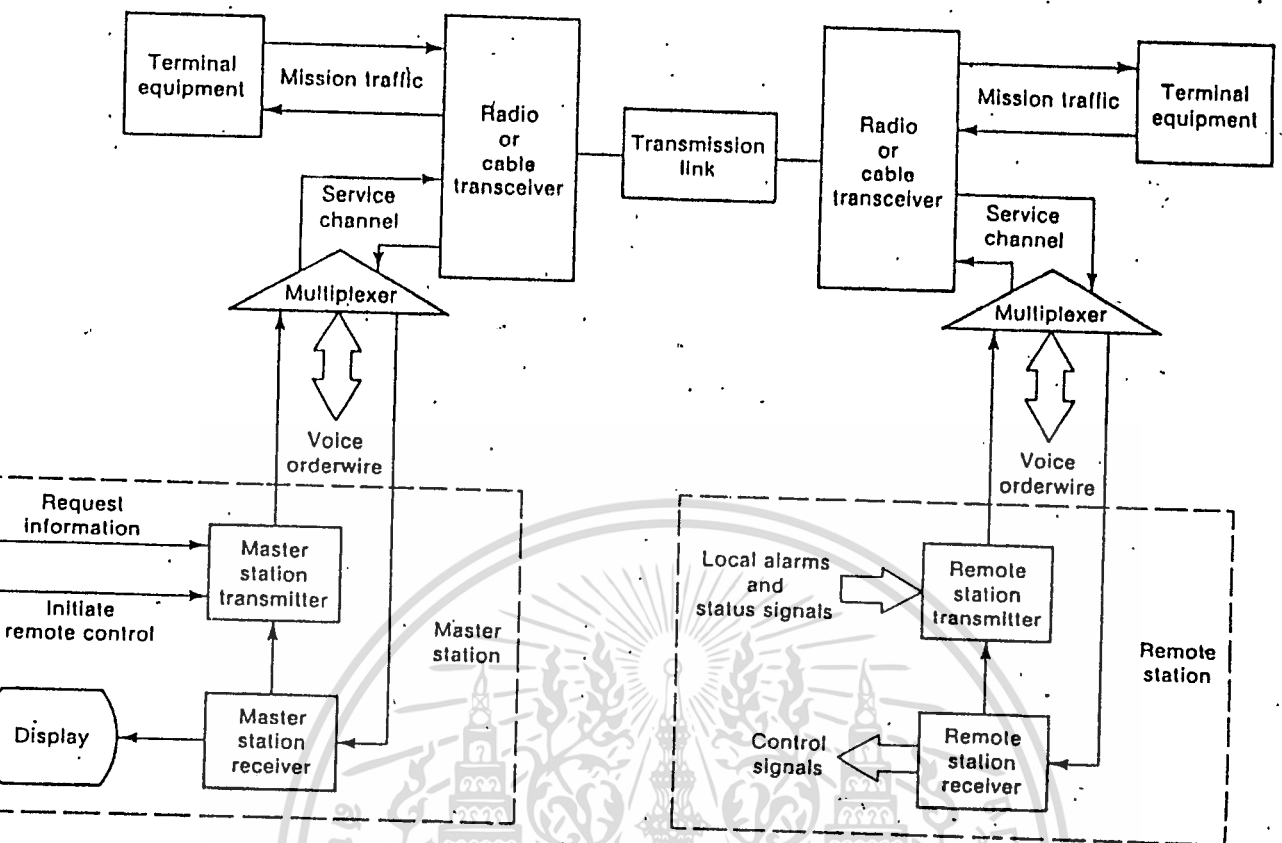 Terminal
equipment
Mission traffic
Radio
or
cable
transceiver
Service
channel
Multiplexer
Voice
orderwire
Transmission
link
Radio
or
cable
transceiver
Mission traffic
Terminal
equipment
Service
channel
Multiplexer
Voice
orderwire
Request
information
Initiate
remote control
Master
station
transmitter
Master
station
Display
Master
station
receiver
Local alarms
and
status signals
Remote
station
transmitter
Remote
station
Control
signals
Remote
station
receiver